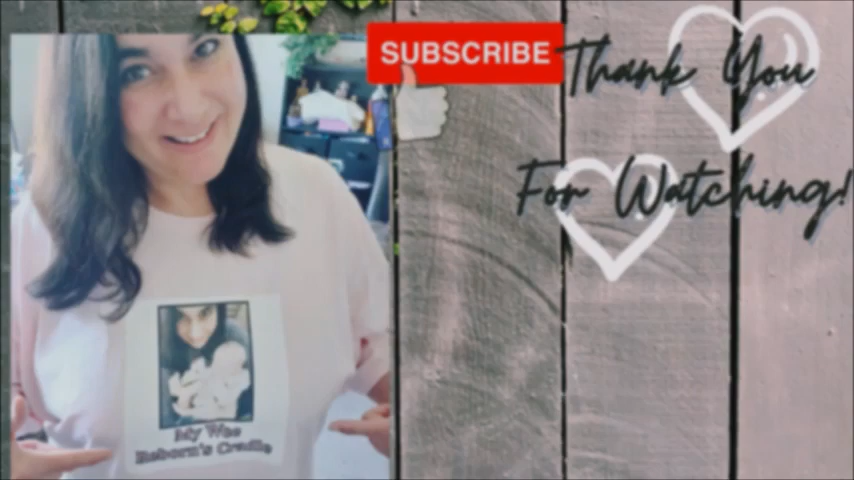 SUBSCRIBE
Thank You
For Watching!
My Wee
Reborn's Cradle